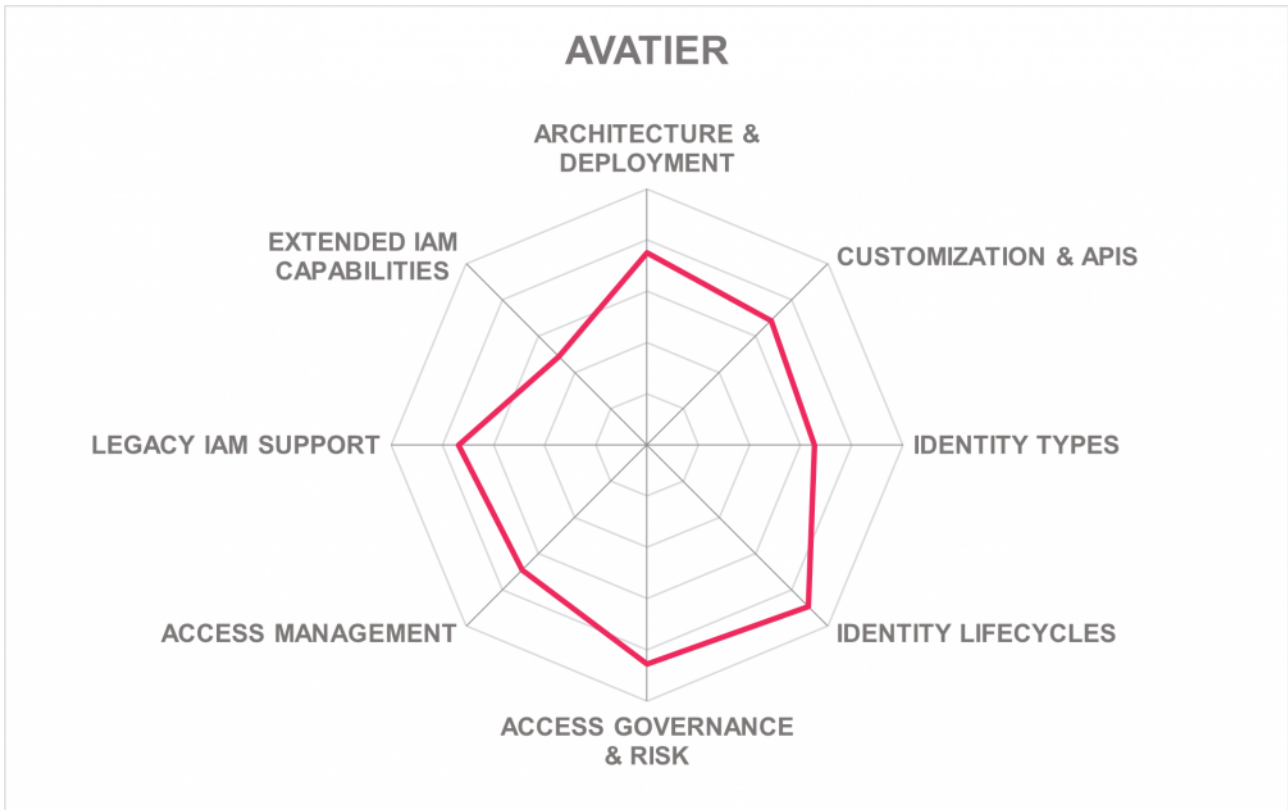 AVATIER
ARCHITECTURE &
DEPLOYMENT
EXTENDED IAM
CAPABILITIES
CUSTOMIZATION & APIS
LEGACY IAM SUPPORT
IDENTITY TYPES
ACCESS MANAGEMENT
IDENTITY LIFECYCLES
ACCESS GOVERNANCE
& RISK